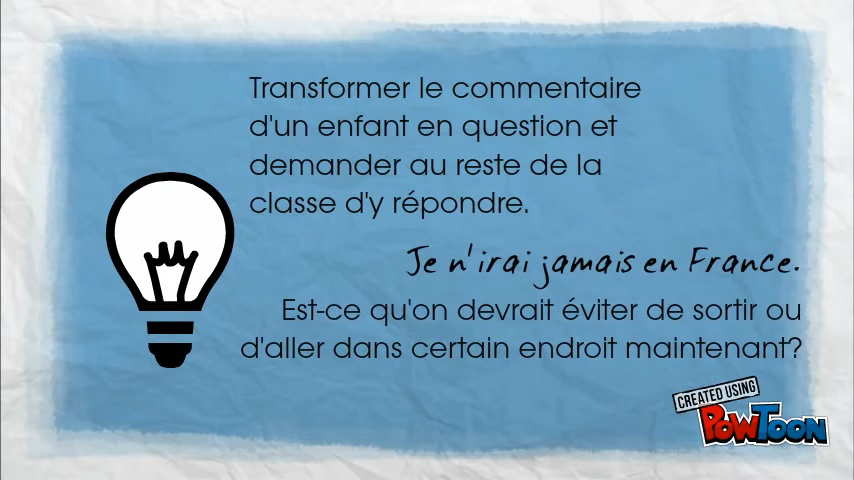 Transformer le commentaire
d'un enfant en question et
demander au reste de la
classe d'y répondre.
Je n'irai jamais en France.
Est-ce qu'on devrait éviter de sortir ou
d'aller dans certain endroit maintenant?
CREATED USING
POWTOON